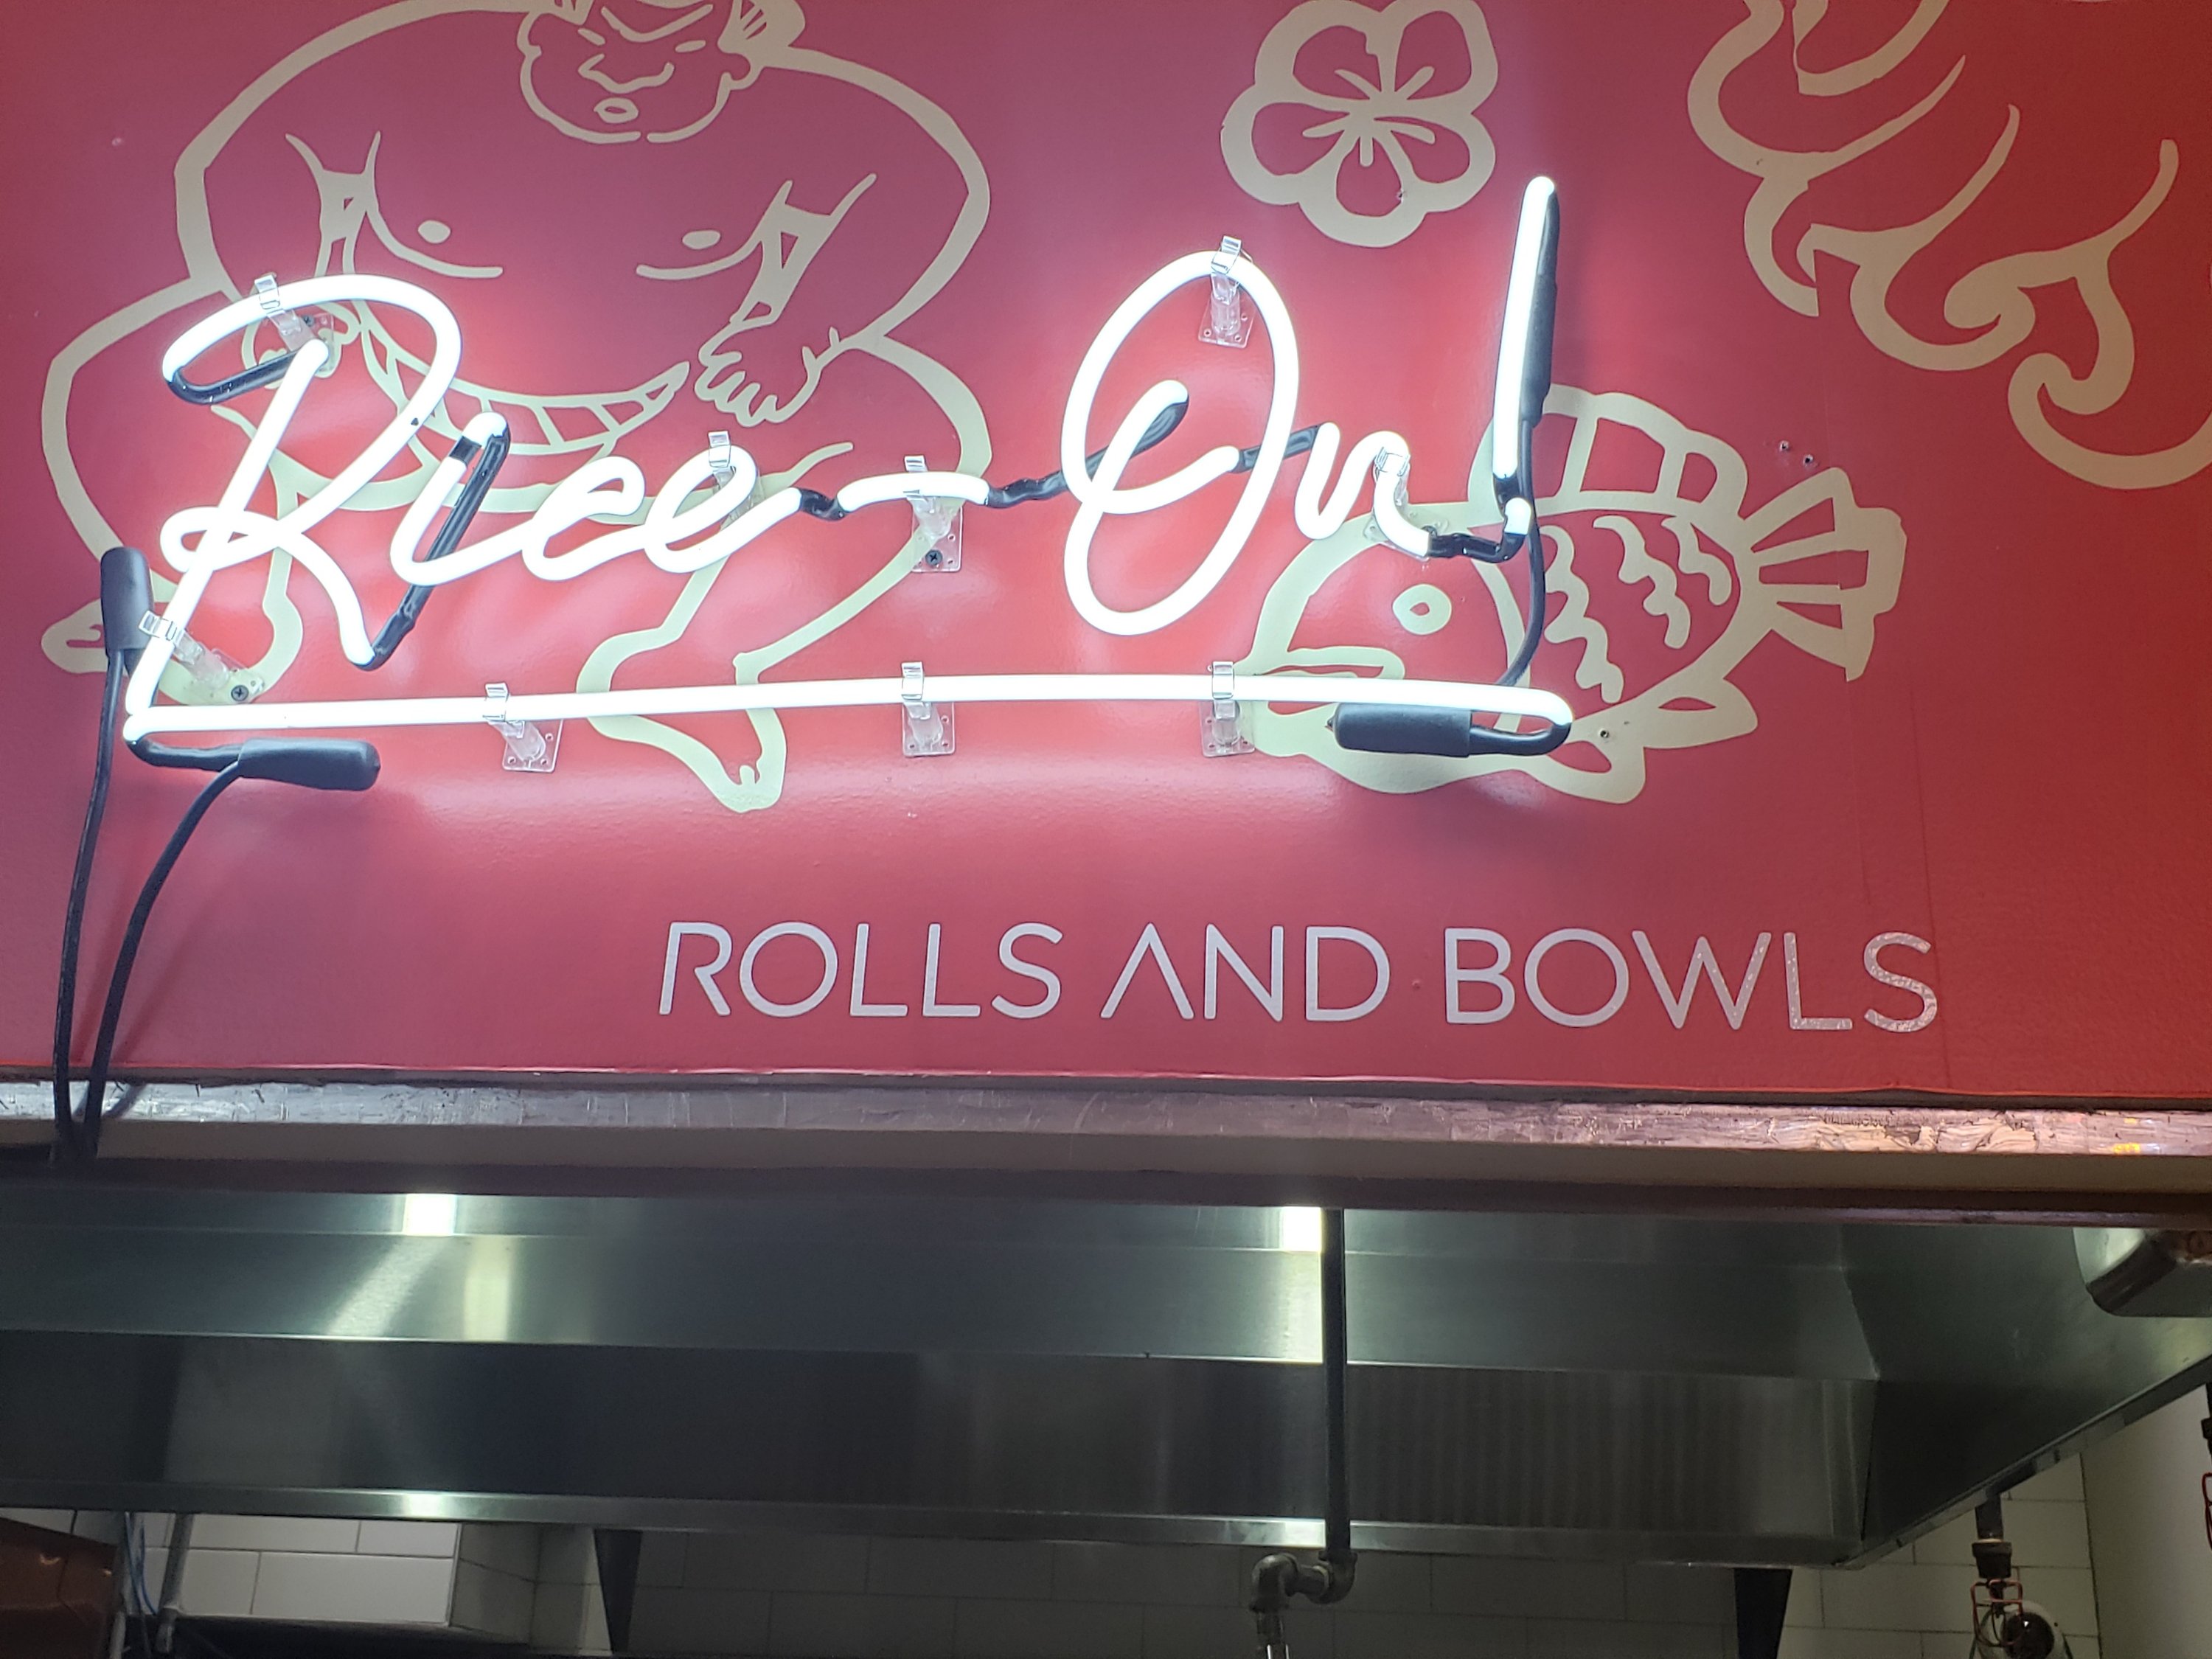 Rice-On!
ROLLS AND BOWLS